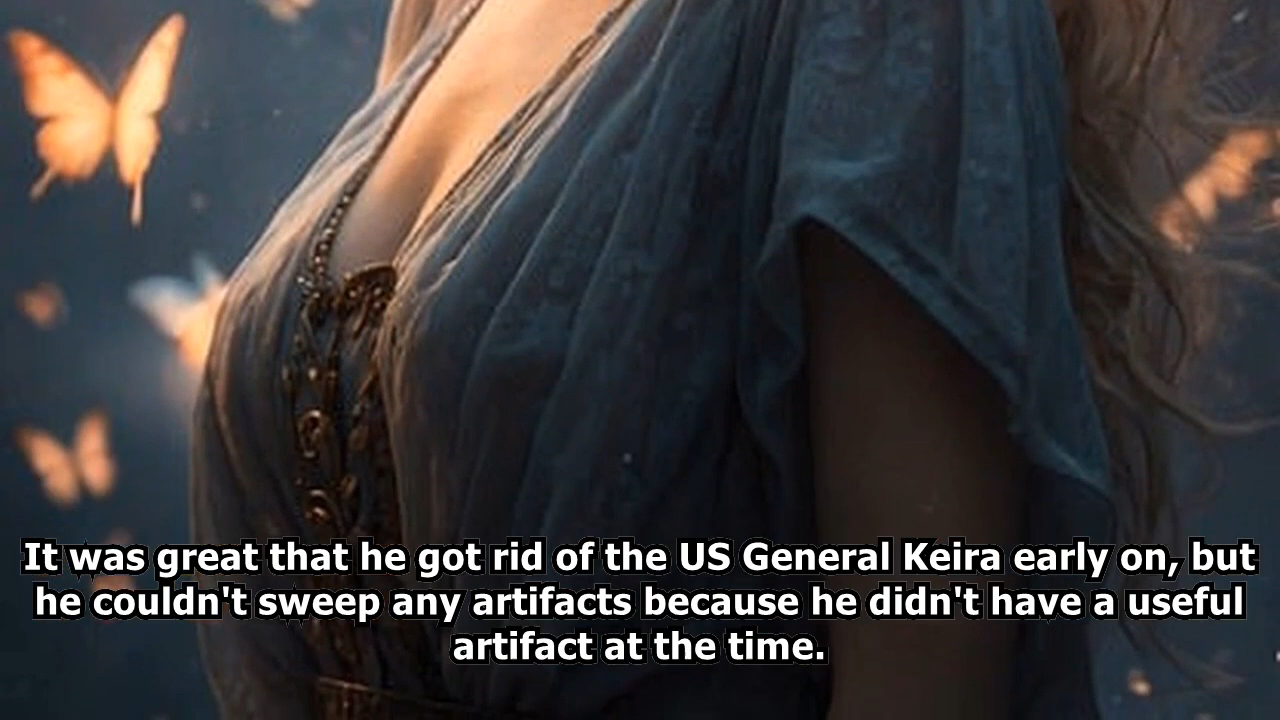 It was great that he got rid of the US General Keira early on, but
he couldn't sweep any artifacts because he didn't have a useful
artifact at the time.